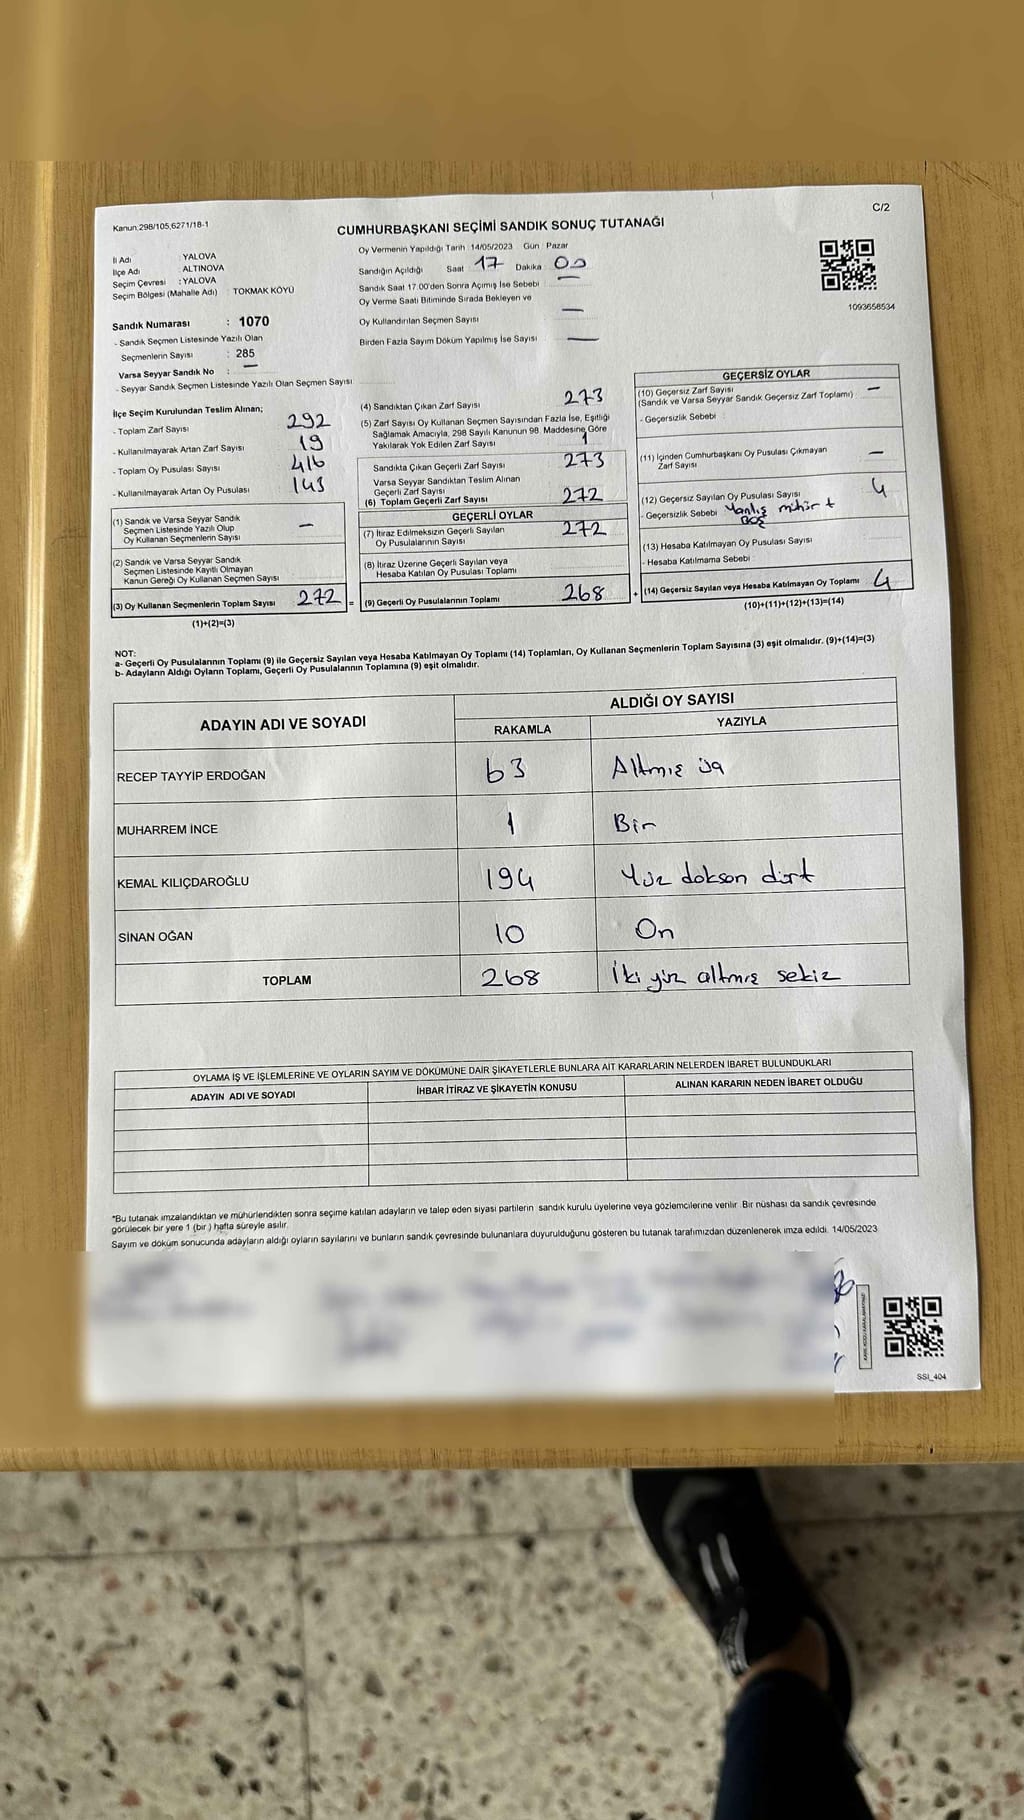 C/2
Kanun:298/105,6271/18-1
CUMHURBAŞKANI SEÇİMİ SANDIK SONUÇ TUTANAĞI
İl Adı : YALOVA
İlçe Adı : ALTINOVA
Seçim Çevresi : YALOVA
Seçim Bölgesi (Mahalle Adı) : TOKMAK KÖYÜ
Sandık Numarası : 1070
- Sandık Seçmen Listesinde Yazılı Olan
Seçmenlerin Sayısı : 285
Varsa Seyyar Sandık No : —
- Seyyar Sandık Seçmen Listesinde Yazılı Olan Seçmen Sayısı
Oy Vermenin Yapıldığı Tarih : 14/05/2023 Gün : Pazar
Sandığın Açıldığı Saat 17 Dakika 00
Sandık Saat 17.00'den Sonra Açılmış İse Sebebi —
Oy Verme Saati Bitiminde Sırada Bekleyen ve
Oy Kullandırılan Seçmen Sayısı —
Birden Fazla Sayım Döküm Yapılmış İse Sayısı —
1093658534
İlçe Seçim Kurulundan Teslim Alınan;
- Toplam Zarf Sayısı 292
- Kullanılmayarak Artan Zarf Sayısı 19
- Toplam Oy Pusulası Sayısı 416
- Kullanılmayarak Artan Oy Pusulası 143
(1) Sandık ve Varsa Seyyar Sandık
Seçmen Listesinde Yazılı Olup
Oy Kullanan Seçmenlerin Sayısı —
(2) Sandık ve Varsa Seyyar Sandık
Seçmen Listesinde Kayıtlı Olmayan
Kanun Gereği Oy Kullanan Seçmen Sayısı
(3) Oy Kullanan Seçmenlerin Toplam Sayısı 272 =
(1)+(2)=(3)
(4) Sandıktan Çıkan Zarf Sayısı 273
(5) Zarf Sayısı Oy Kullanan Seçmen Sayısından Fazla İse, Eşitliği
Sağlamak Amacıyla, 298 Sayılı Kanunun 98. Maddesine Göre
Yakılarak Yok Edilen Zarf Sayısı 1
Sandıkta Çıkan Geçerli Zarf Sayısı 273
Varsa Seyyar Sandıktan Teslim Alınan
Geçerli Zarf Sayısı
(6) Toplam Geçerli Zarf Sayısı 272
GEÇERLİ OYLAR
(7) İtiraz Edilmeksizin Geçerli Sayılan
Oy Pusulalarının Sayısı 272
(8) İtiraz Üzerine Geçerli Sayılan veya
Hesaba Katılan Oy Pusulası Toplamı
(9) Geçerli Oy Pusulalarının Toplamı 268 +
GEÇERSİZ OYLAR
(10) Geçersiz Zarf Sayısı —
(Sandık ve Varsa Seyyar Sandık Geçersiz Zarf Toplamı)
- Geçersizlik Sebebi :
(11) İçinden Cumhurbaşkanı Oy Pusulası Çıkmayan
Zarf Sayısı —
(12) Geçersiz Sayılan Oy Pusulası Sayısı 4
- Geçersizlik Sebebi Yanlış mühür +
Boş
(13) Hesaba Katılmayan Oy Pusulası Sayısı
- Hesaba Katılmama Sebebi :
(14) Geçersiz Sayılan veya Hesaba Katılmayan Oy Toplamı 4
(10)+(11)+(12)+(13)=(14)
NOT:
a- Geçerli Oy Pusulalarının Toplamı (9) ile Geçersiz Sayılan veya Hesaba Katılmayan Oy Toplamı (14) Toplamları, Oy Kullanan Seçmenlerin Toplam Sayısına (3) eşit olmalıdır. (9)+(14)=(3)
b- Adayların Aldığı Oyların Toplamı, Geçerli Oy Pusulalarının Toplamına (9) eşit olmalıdır.
ADAYIN ADI VE SOYADI
ALDIĞI OY SAYISI
RAKAMLA YAZIYLA
RECEP TAYYİP ERDOĞAN 63 Altmış üç
MUHARREM İNCE 1 Bir
KEMAL KILIÇDAROĞLU 194 Yüz dokson dört
SİNAN OĞAN 10 On
TOPLAM 268 İki yüz altmış sekiz
OYLAMA İŞ VE İŞLEMLERİNE VE OYLARIN SAYIM VE DÖKÜMÜNE DAİR ŞİKAYETLERLE BUNLARA AİT KARARLARIN NELERDEN İBARET BULUNDUKLARI
ADAYIN ADI VE SOYADI İHBAR İTİRAZ VE ŞİKAYETİN KONUSU ALINAN KARARIN NEDEN İBARET OLDUĞU
*Bu tutanak imzalandıktan ve mühürlendikten sonra seçime katılan adayların ve talep eden siyasi partilerin sandık kurulu üyelerine veya gözlemcilerine verilir. Bir nüshası da sandık çevresinde
görülecek bir yere 1 (bir ) hafta süreyle asılır.
Sayım ve döküm sonucunda adayların aldığı oyların sayılarını ve bunların sandık çevresinde bulunanlara duyurulduğunu gösteren bu tutanak tarafımızdan düzenlenerek imza edildi. 14/05/2023
SSI_404